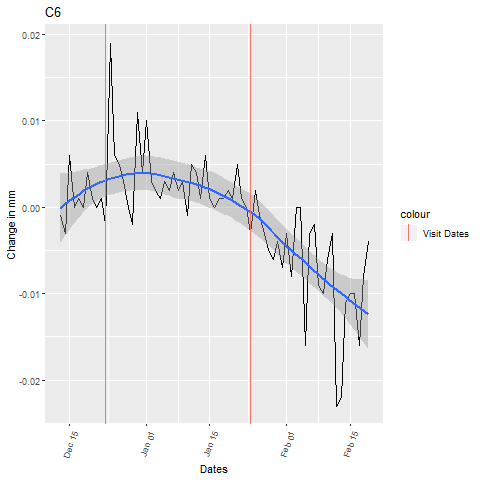 C6
0.02
0.01
0.00
-0.01
-0.02
Change in mm
Dec 15
Jan 01
Jan 15
Feb 01
Feb 15
Dates
colour
Visit Dates